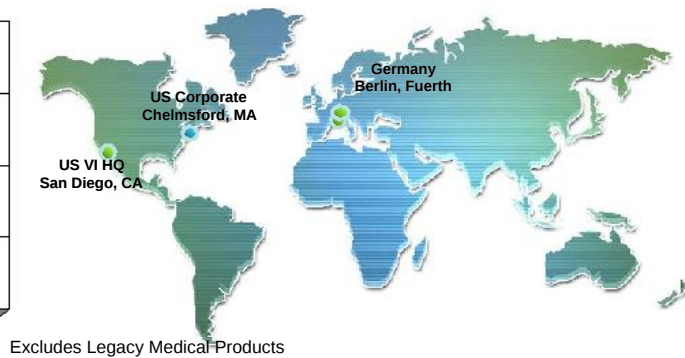 Germany
Berlin, Fuerth
US Corporate
Chelmsford, MA
US VI HQ
San Diego, CA
Excludes Legacy Medical Products